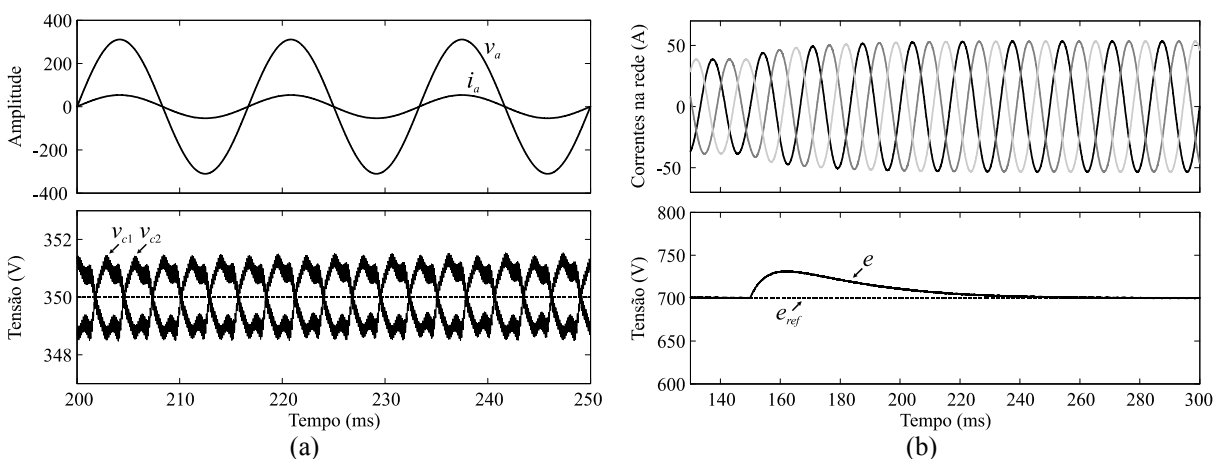 Amplitude
400
200
0
-200
-400
v_a
i_a
Tensão (V)
352
350
348
v_c1 v_c2
200 210 220 230 240 250
Tempo (ms)
(a)
Correntes na rede (A)
50
0
-50
Tensão (V)
800
750
700
650
600
e
e_ref
140 160 180 200 220 240 260 280 300
Tempo (ms)
(b)